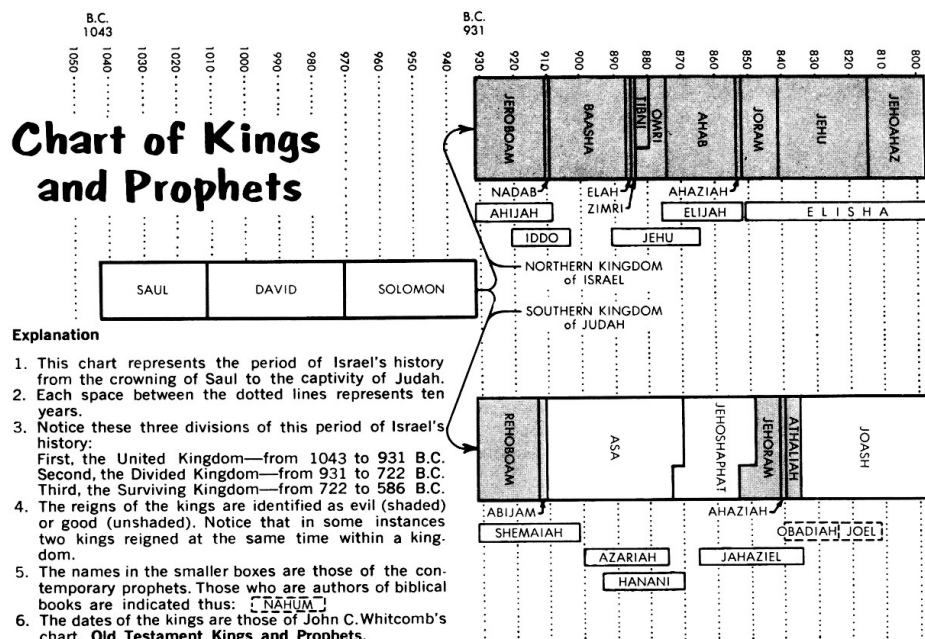 B.C.
1043
B.C.
931
1050
1040
1030
1020
1010
1000
990
980
970
960
950
940
930
920
910
900
890
880
870
860
850
840
830
820
810
800
Chart of Kings
and Prophets
JEROBOAM
BAASHA
TIBNI
OMRI
AHAB
JORAM
JEHU
JEHOAHAZ
NADAB
ELAH
ZIMRI
AHAZIAH
AHIJAH
ELIJAH
ELISHA
IDDO
JEHU
SAUL
DAVID
SOLOMON
NORTHERN KINGDOM
of ISRAEL
SOUTHERN KINGDOM
of JUDAH
Explanation
1. This chart represents the period of Israel's history
from the crowning of Saul to the captivity of Judah.
2. Each space between the dotted lines represents ten
years.
3. Notice these three divisions of this period of Israel's
history:
First, the United Kingdom—from 1043 to 931 B.C.
Second, the Divided Kingdom—from 931 to 722 B.C.
Third, the Surviving Kingdom—from 722 to 586 B.C.
4. The reigns of the kings are identified as evil (shaded)
or good (unshaded). Notice that in some instances
two kings reigned at the same time within a king-
dom.
5. The names in the smaller boxes are those of the con-
temporary prophets. Those who are authors of biblical
books are indicated thus: NAHUM
6. The dates of the kings are those of John C. Whitcomb's
chart, Old Testament Kings and Prophets.
REHOBOAM
ASA
JEHOSHAPHAT
JEHORAM
ATHALIAH
JOASH
ABIJAM
AHAZIAH
SHEMAIAH
OBADIAH
JOEL
AZARIAH
JAHAZIEL
HANANI